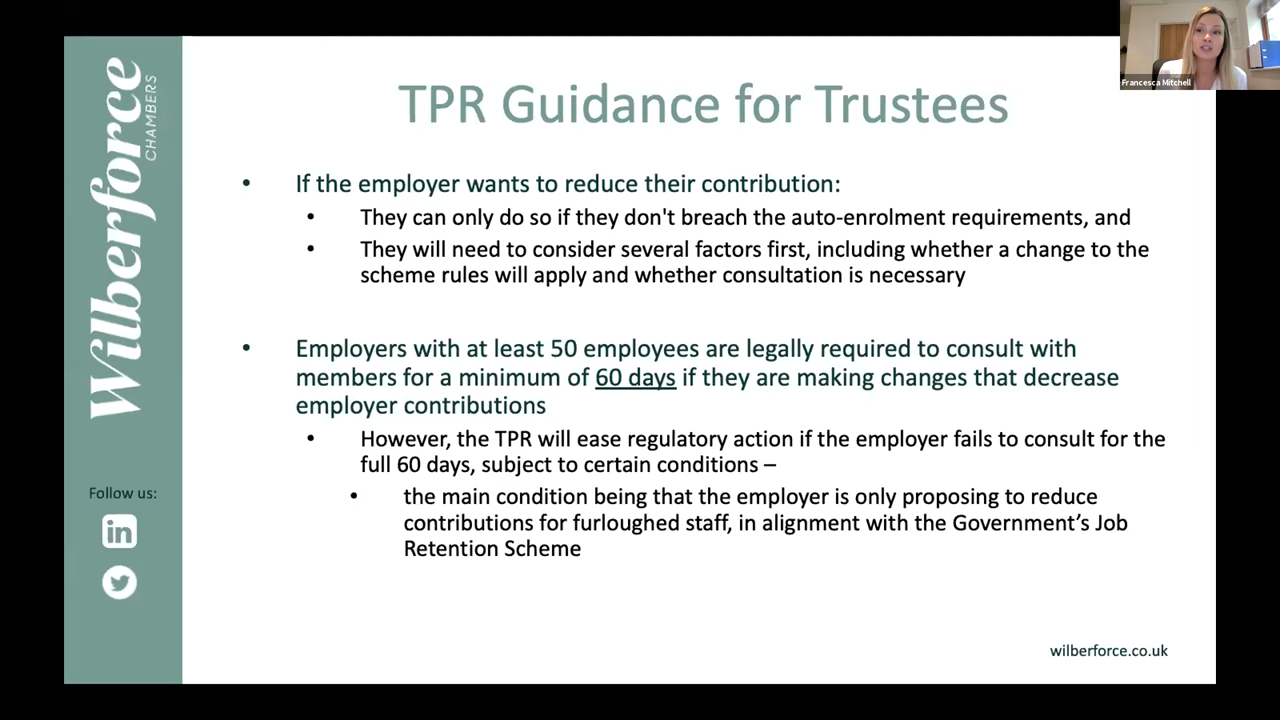 Wilberforce
CHAMBERS
Follow us:
in
TPR Guidance for Trustees
• If the employer wants to reduce their contribution:
• They can only do so if they don't breach the auto-enrolment requirements, and
• They will need to consider several factors first, including whether a change to the
scheme rules will apply and whether consultation is necessary
• Employers with at least 50 employees are legally required to consult with
members for a minimum of 60 days if they are making changes that decrease
employer contributions
• However, the TPR will ease regulatory action if the employer fails to consult for the
full 60 days, subject to certain conditions –
• the main condition being that the employer is only proposing to reduce
contributions for furloughed staff, in alignment with the Government’s Job
Retention Scheme
wilberforce.co.uk
Francesca Mitchell